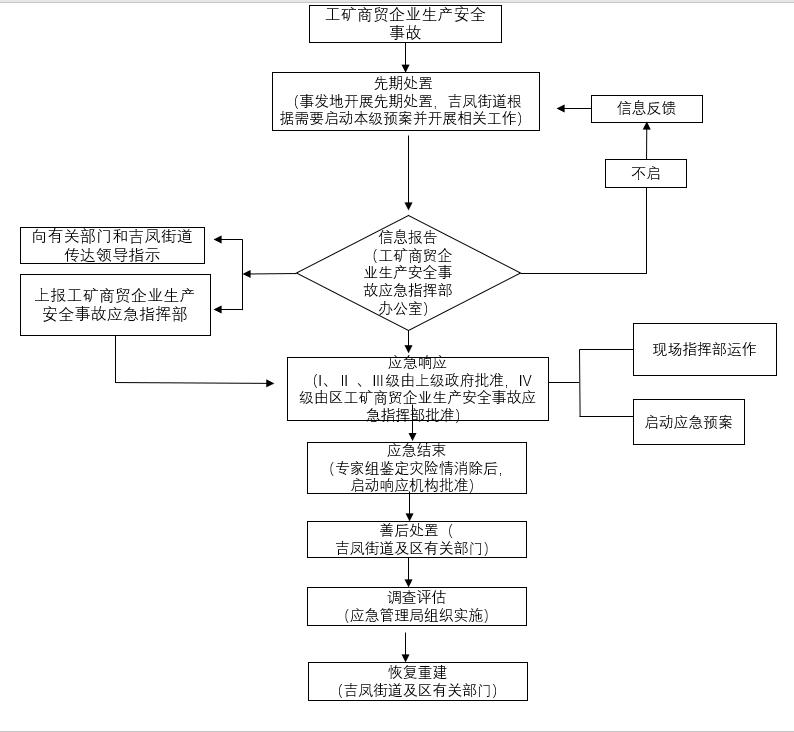 工矿商贸企业生产安全
事故
先期处置
（事发地开展先期处置，吉凤街道根
据需要启动本级预案并开展相关工作）
信息反馈
不启
信息报告
（工矿商贸企
业生产安全事
故应急指挥部
办公室）
向有关部门和吉凤街道
传达领导指示
上报工矿商贸企业生产
安全事故应急指挥部
应急响应
（I、Ⅱ 、Ⅲ级由上级政府批准，Ⅳ
级由区工矿商贸企业生产安全事故应
急指挥部批准）
现场指挥部运作
启动应急预案
应急结束
（专家组鉴定灾险情消除后，
启动响应机构批准）
善后处置（
吉凤街道及区有关部门）
调查评估
（应急管理局组织实施）
恢复重建
（吉凤街道及区有关部门）